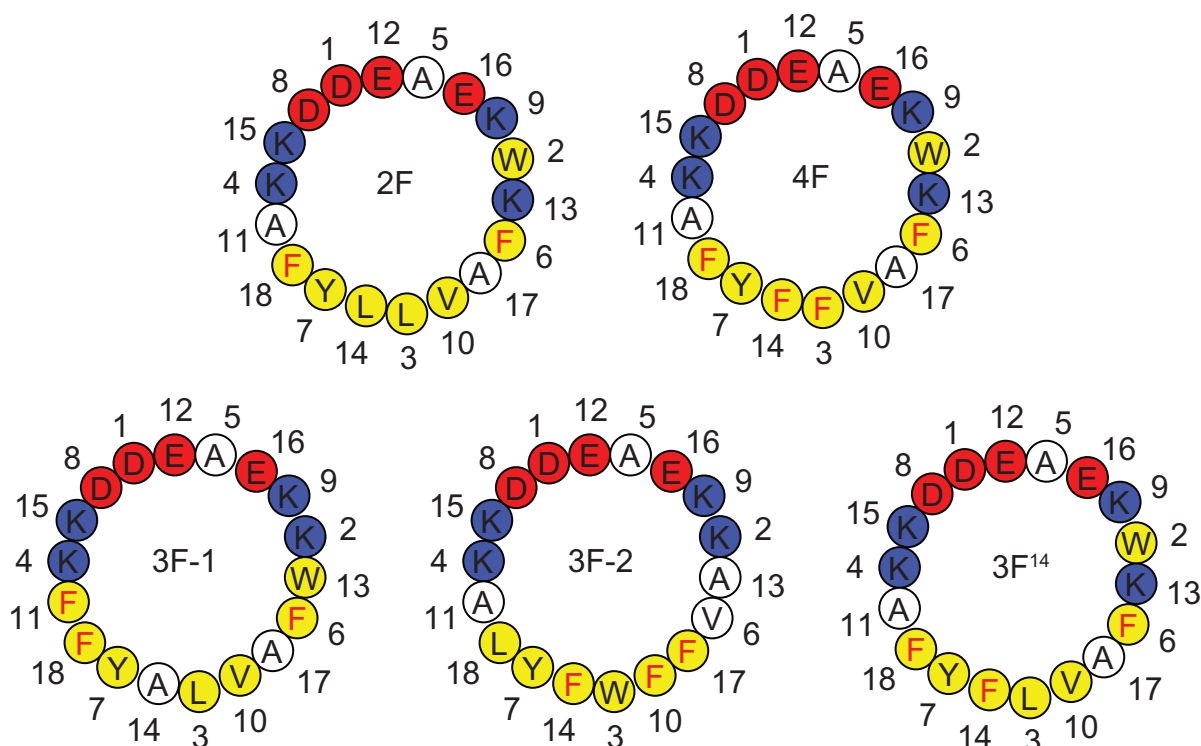 12 5
1 16
8 D D E A E 9
15 K K
K W 2
4 K 2F K 13
11 A F 6
F A
18 Y L L V 17
7 14 3 10
12 5
1 16
8 D D E A E 9
15 K K
K W 2
4 K 4F K 13
11 A F 6
F A
18 Y F F V 17
7 14 3 10
12 5
1 16
8 D D E A E 9
15 K K
K K 2
4 K 3F-1 W 13
11 F F 6
F A
18 Y A L V 17
7 14 3 10
12 5
1 16
8 D D E A E 9
15 K K
K K 2
4 K 3F-2 A 13
11 A V 6
L F
18 Y F W F 17
7 14 3 10
12 5
1 16
8 D D E A E 9
15 K K
K W 2
4 K 3F¹⁴ K 13
11 A F 6
F A
18 Y F L V 17
7 14 3 10